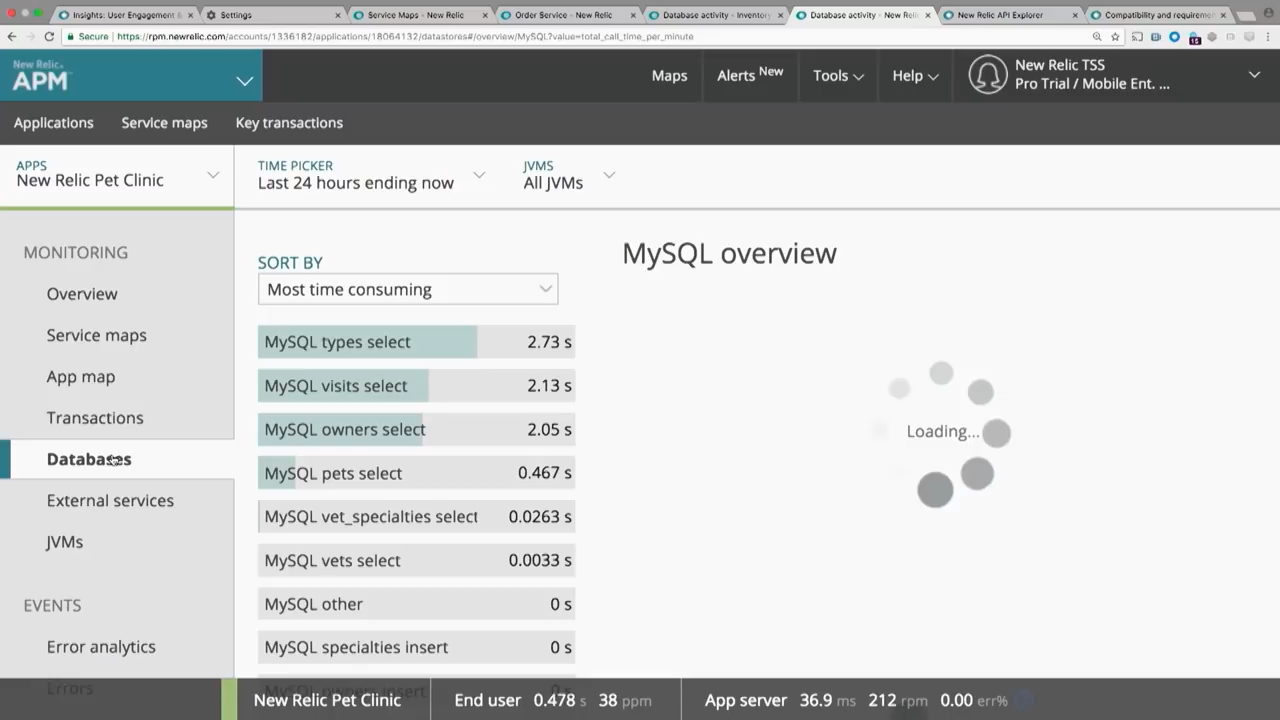 Insights: User Engagement &
Settings
Service Maps - New Relic
Order Service - New Relic
Database activity - Inventory
Database activity - New Reli
New Relic API Explorer
Compatibility and requireme
Secure
https://rpm.newrelic.com/accounts/1336182/applications/18064132/datastores#/overview/MySQL?value=total_call_time_per_minute
New Relic.
APM
Maps
Alerts New
Tools
Help
New Relic TSS
Pro Trial / Mobile Ent. ...
Applications
Service maps
Key transactions
APPS
New Relic Pet Clinic
TIME PICKER
Last 24 hours ending now
JVMS
All JVMs
MONITORING
Overview
Service maps
App map
Transactions
Databases
External services
JVMs
EVENTS
Error analytics
Errors
SORT BY
Most time consuming
MySQL types select 2.73 s
MySQL visits select 2.13 s
MySQL owners select 2.05 s
MySQL pets select 0.467 s
MySQL vet_specialties select 0.0263 s
MySQL vets select 0.0033 s
MySQL other 0 s
MySQL specialties insert 0 s
MySQL owners insert 0 s
MySQL overview
Loading...
New Relic Pet Clinic
End user 0.478 s 38 ppm
App server 36.9 ms 212 rpm 0.00 err%